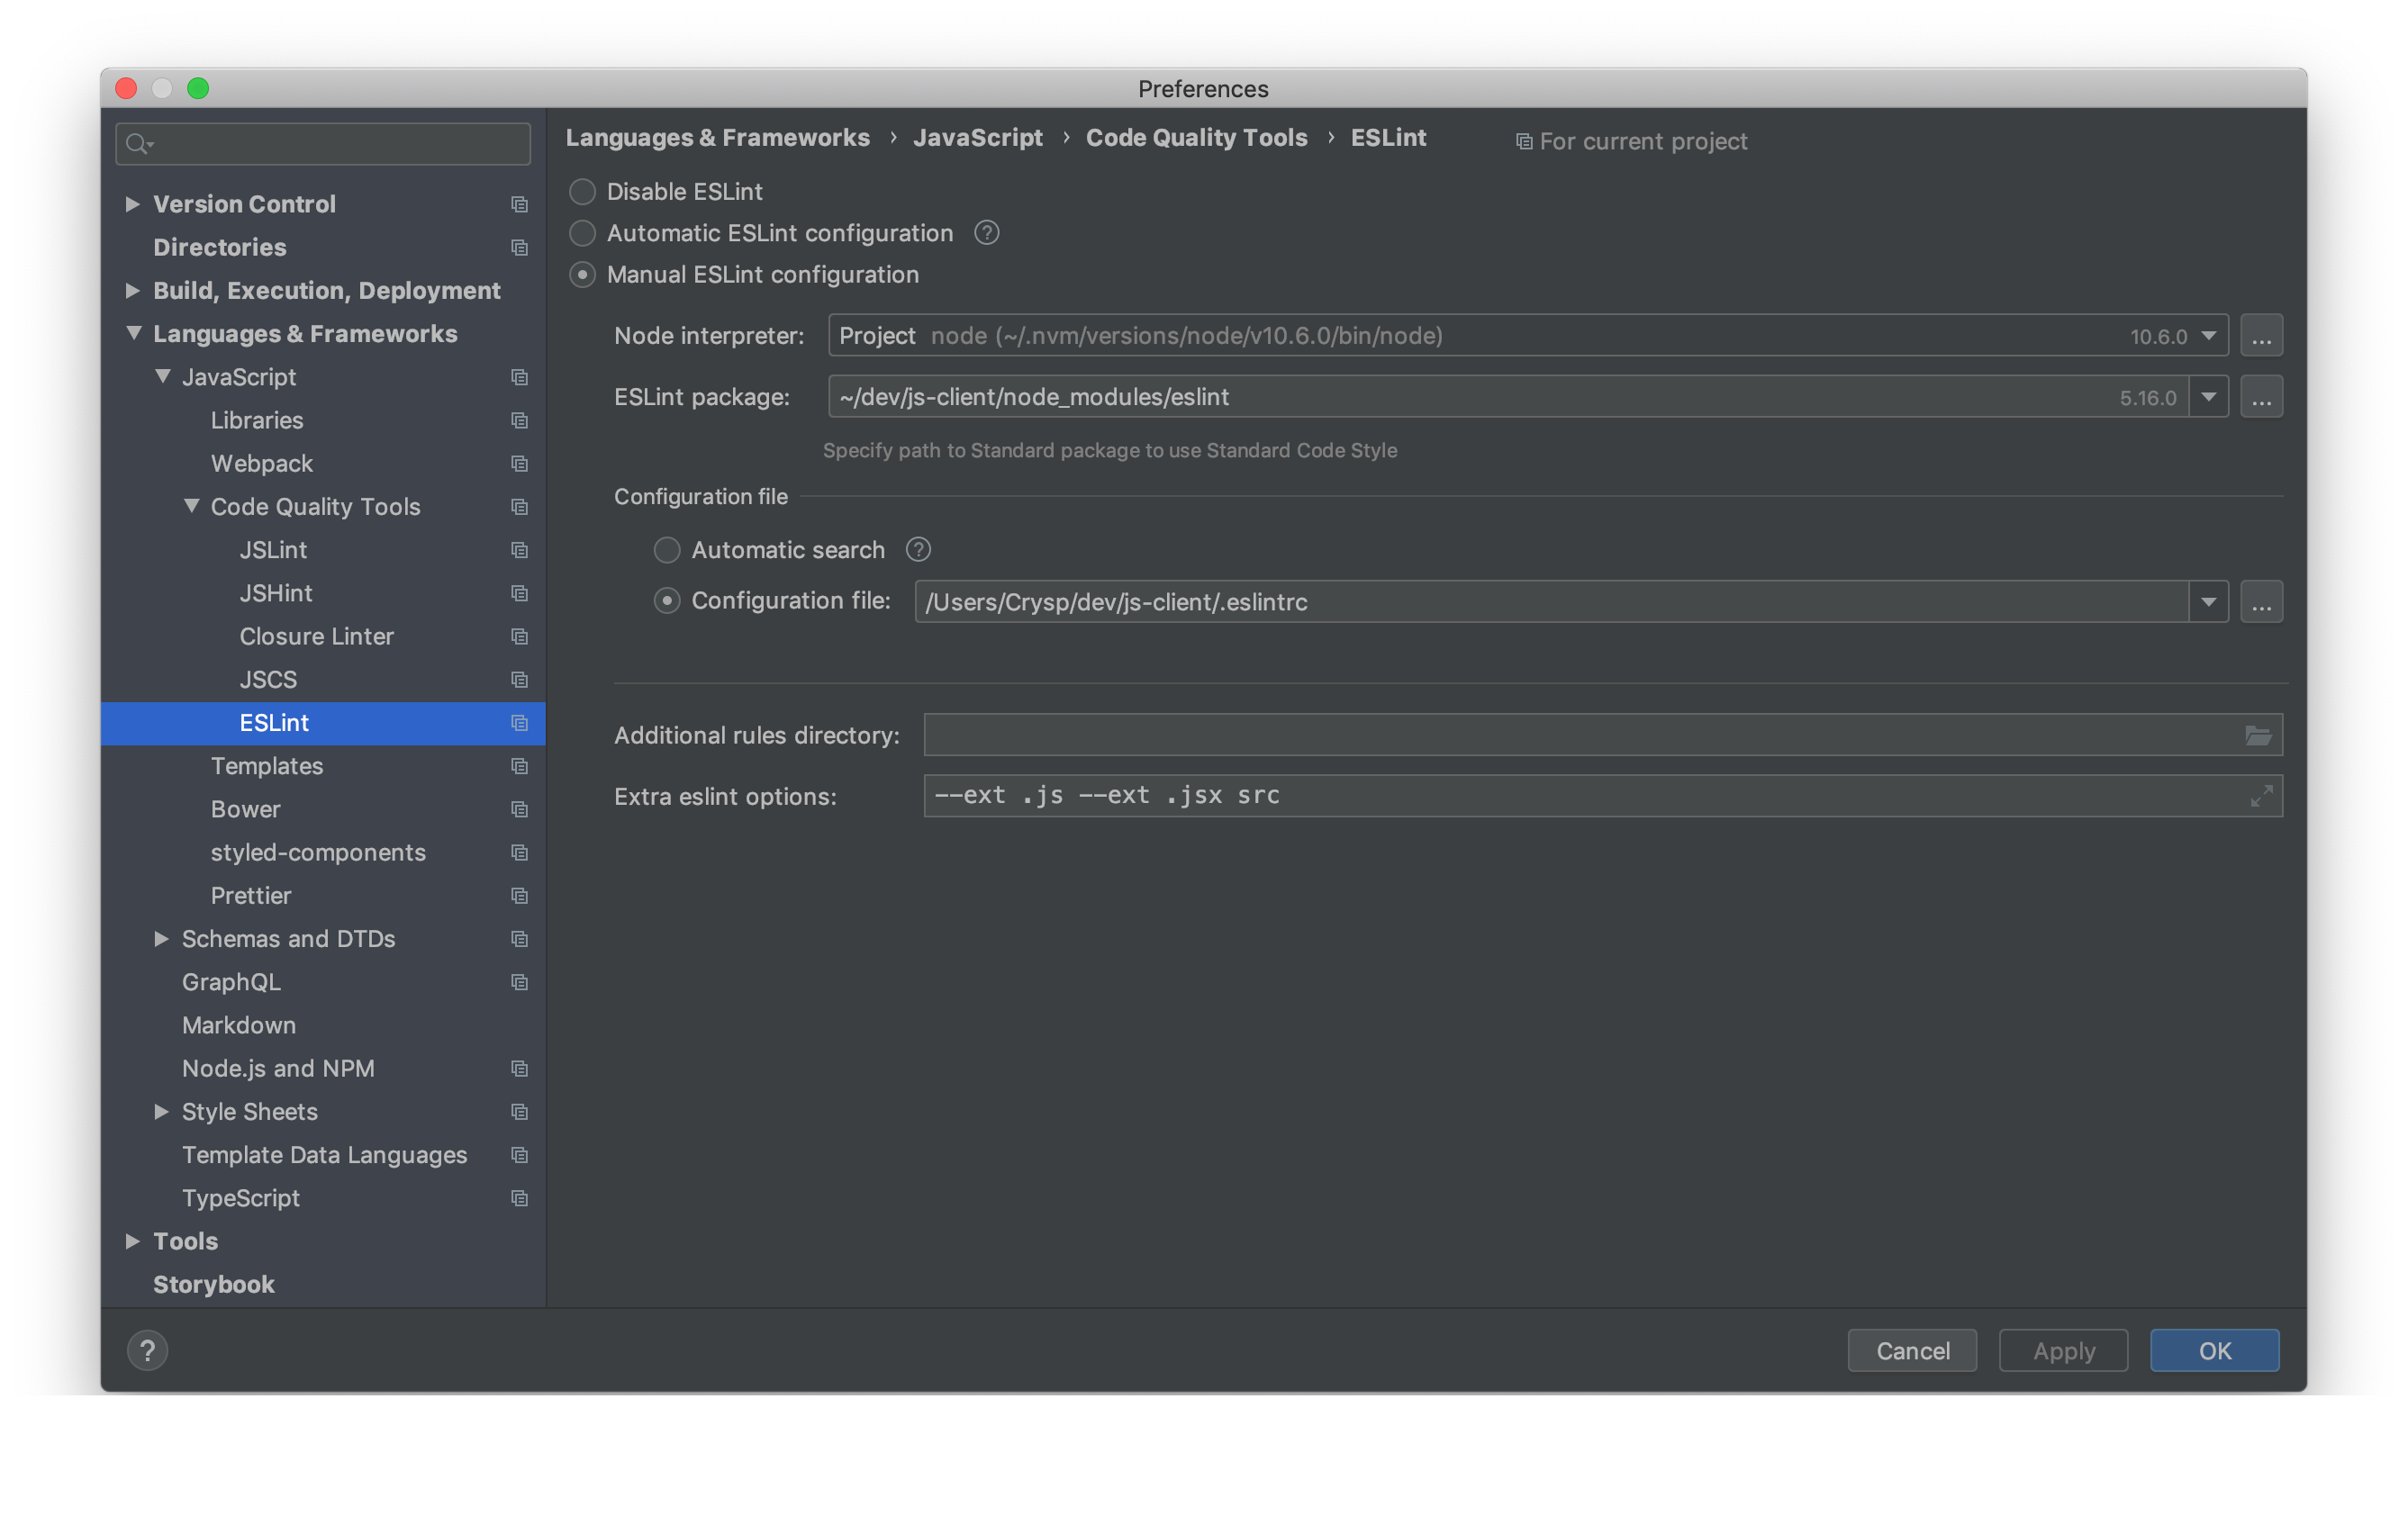 Preferences
Version Control
Directories
Build, Execution, Deployment
Languages & Frameworks
JavaScript
Libraries
Webpack
Code Quality Tools
JSLint
JSHint
Closure Linter
JSCS
ESLint
Templates
Bower
styled-components
Prettier
Schemas and DTDs
GraphQL
Markdown
Node.js and NPM
Style Sheets
Template Data Languages
TypeScript
Tools
Storybook
Languages & Frameworks › JavaScript › Code Quality Tools › ESLint For current project
Disable ESLint
Automatic ESLint configuration ?
Manual ESLint configuration
Node interpreter: Project node (~/.nvm/versions/node/v10.6.0/bin/node) 10.6.0 ...
ESLint package: ~/dev/js-client/node_modules/eslint 5.16.0 ...
Specify path to Standard package to use Standard Code Style
Configuration file
Automatic search ?
Configuration file: /Users/Crysp/dev/js-client/.eslintrc ...
Additional rules directory:
Extra eslint options: --ext .js --ext .jsx src
? Cancel Apply OK